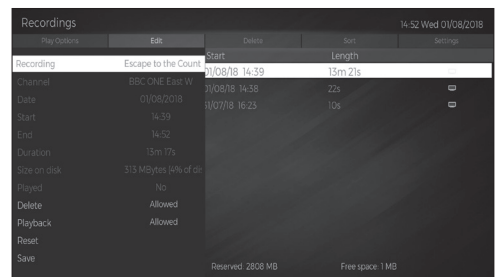 Recordings 14:52 Wed 01/08/2018
Play Options Edit Delete Sort Settings
Start Length
Recording Escape to the Count
01/08/18 14:39 13m 21s
Channel BBC ONE East W
01/08/18 14:38 22s
Date 01/08/2018
31/07/18 16:23 10s
Start 14:39
End 14:52
Duration 13m 17s
Size on disk 313 MBytes (4% of dir
Played No
Delete Allowed
Playback Allowed
Reset
Save
Reserved: 2808 MB Free space: 1 MB